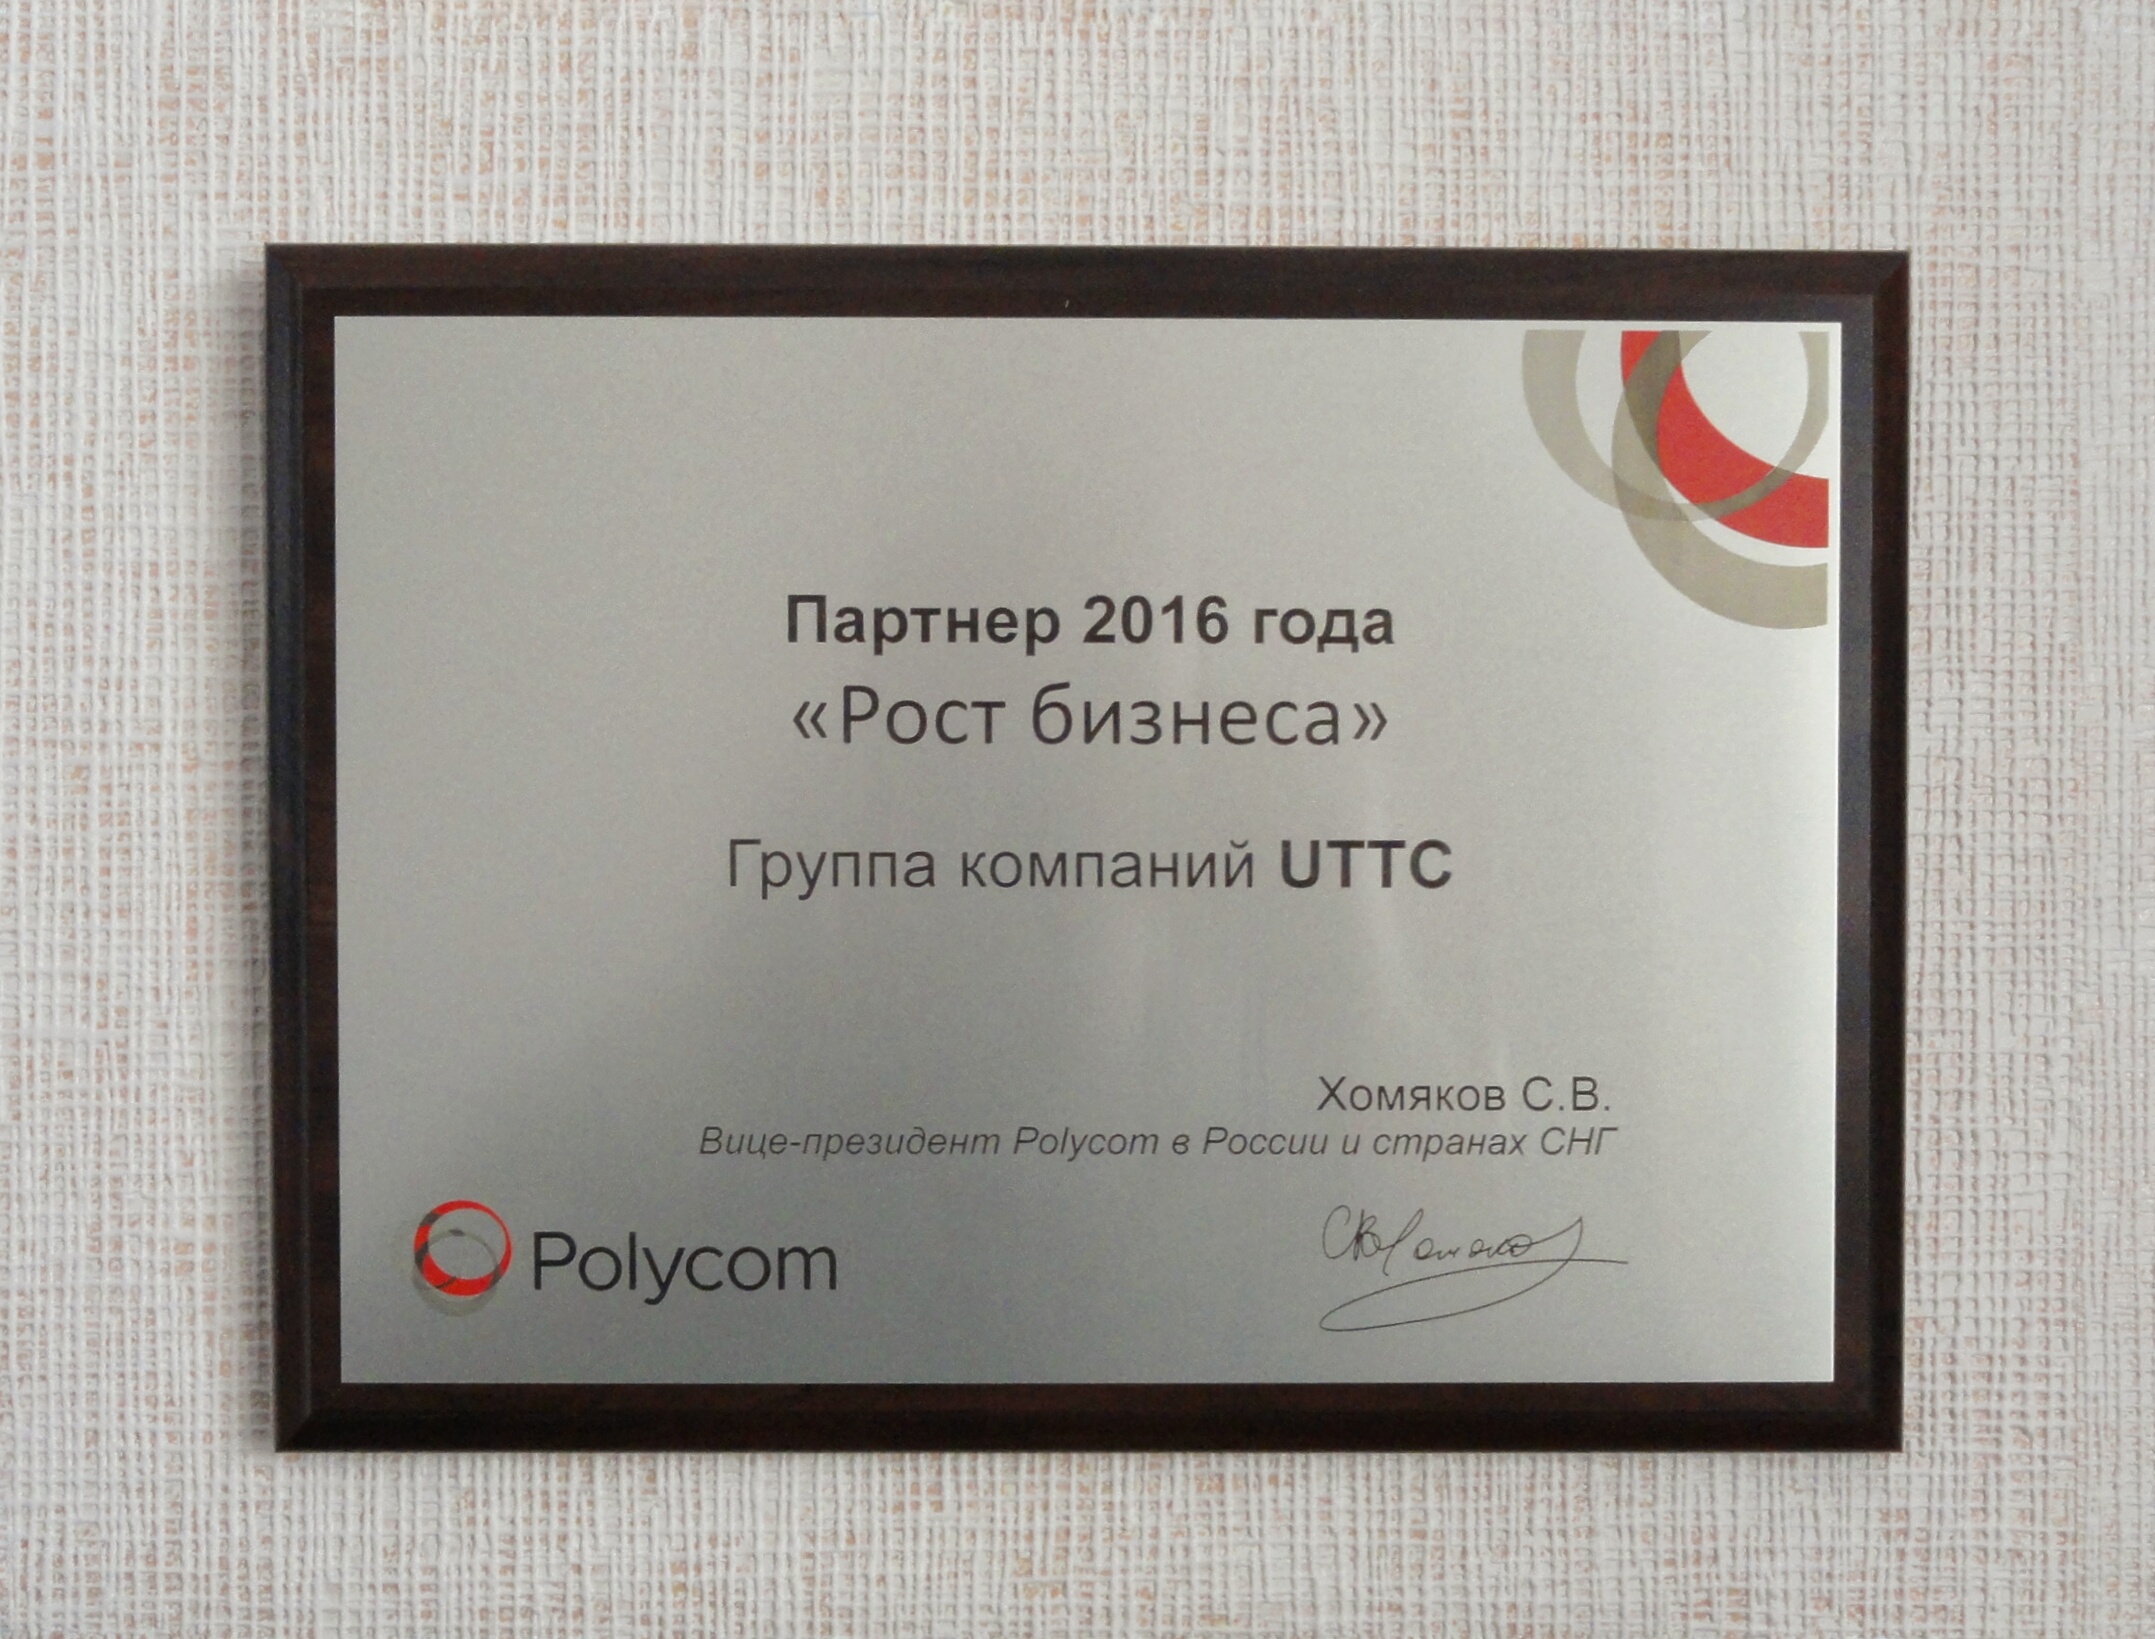 Партнер 2016 года
«Рост бизнеса»
Группа компаний UTTC
Хомяков С.В.
Вице-президент Polycom в России и странах СНГ
Polycom